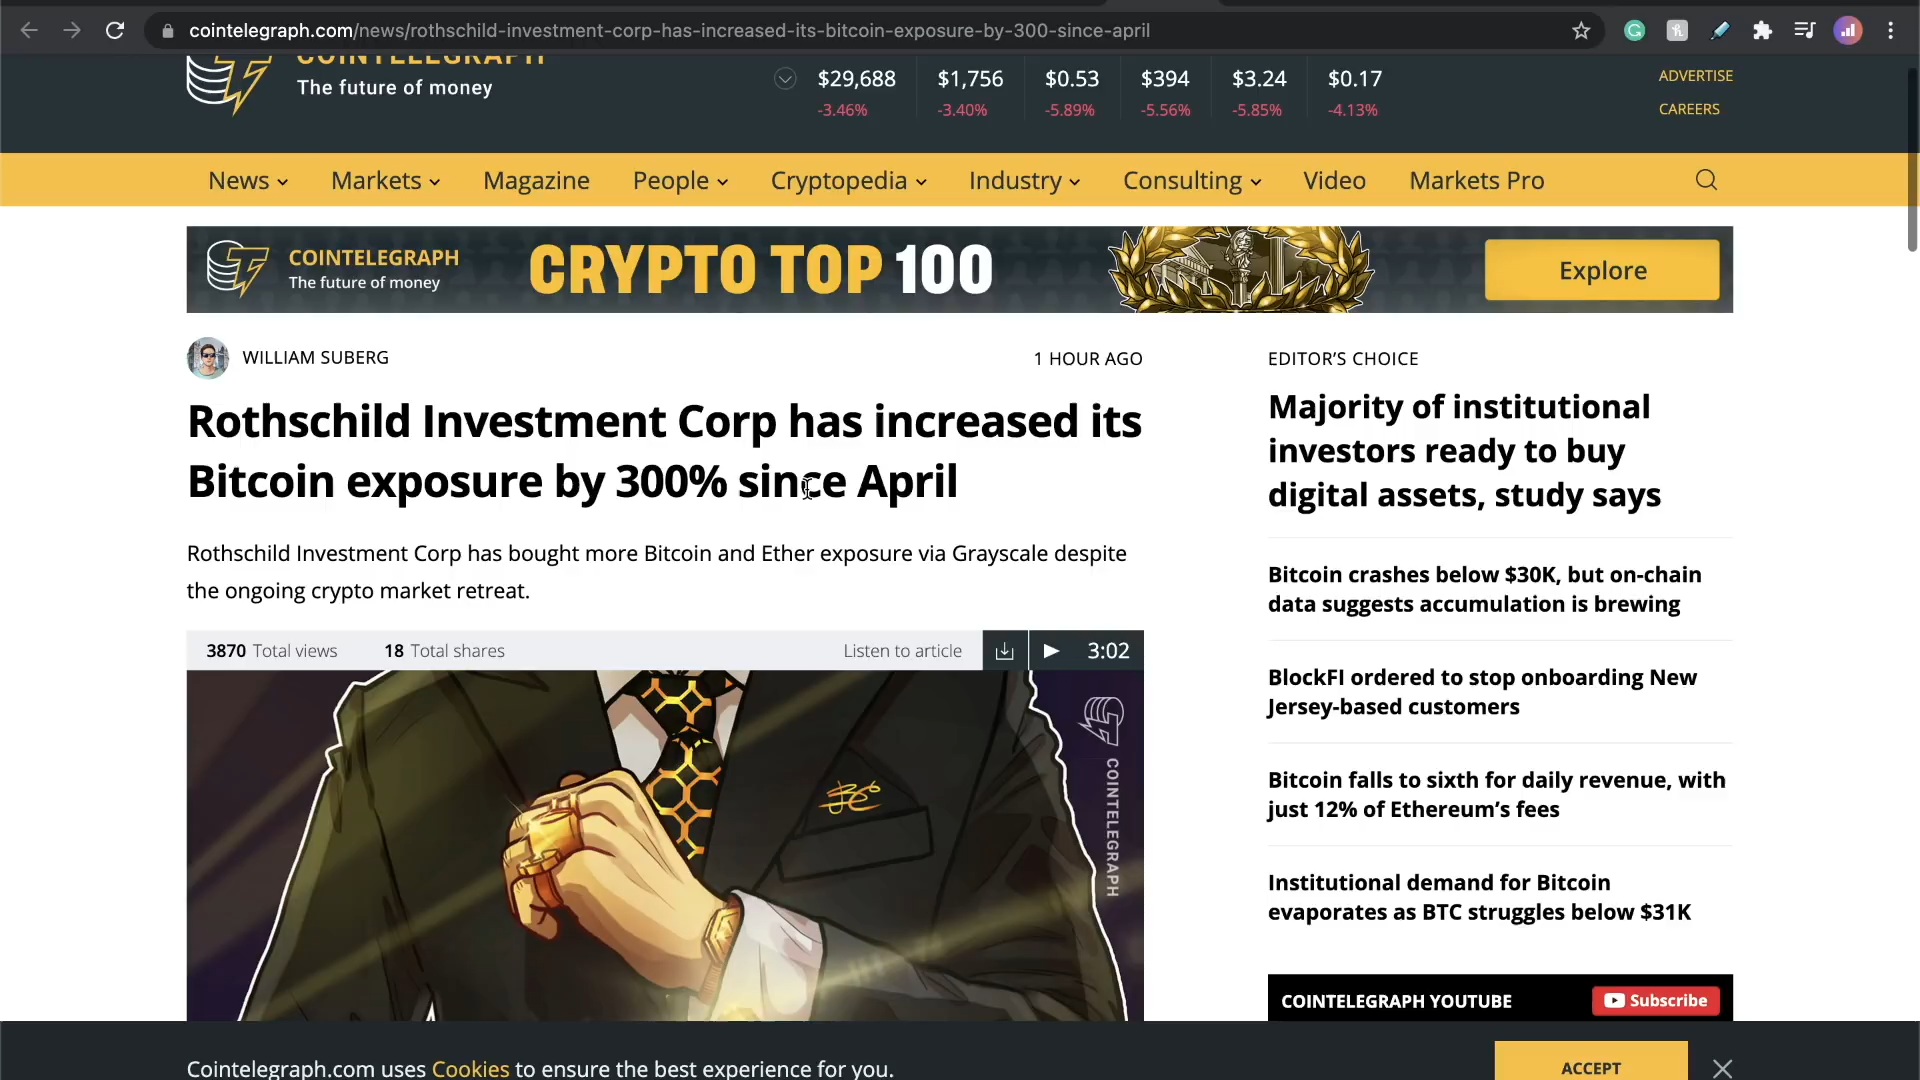 cointelegraph.com/news/rothschild-investment-corp-has-increased-its-bitcoin-exposure-by-300-since-april
COINTELEGRAPH
The future of money
$29,688 $1,756 $0.53 $394 $3.24 $0.17
-3.46% -3.40% -5.89% -5.56% -5.85% -4.13%
ADVERTISE
CAREERS
News Markets Magazine People Cryptopedia Industry Consulting Video Markets Pro
COINTELEGRAPH
The future of money
CRYPTO TOP 100
Explore
WILLIAM SUBERG
1 HOUR AGO
Rothschild Investment Corp has increased its
Bitcoin exposure by 300% since April
Rothschild Investment Corp has bought more Bitcoin and Ether exposure via Grayscale despite
the ongoing crypto market retreat.
3870 Total views 18 Total shares Listen to article 3:02
COINTELEGRAPH
EDITOR’S CHOICE
Majority of institutional
investors ready to buy
digital assets, study says
Bitcoin crashes below $30K, but on-chain
data suggests accumulation is brewing
BlockFI ordered to stop onboarding New
Jersey-based customers
Bitcoin falls to sixth for daily revenue, with
just 12% of Ethereum’s fees
Institutional demand for Bitcoin
evaporates as BTC struggles below $31K
COINTELEGRAPH YOUTUBE
Subscribe
Cointelegraph.com uses Cookies to ensure the best experience for you.
ACCEPT